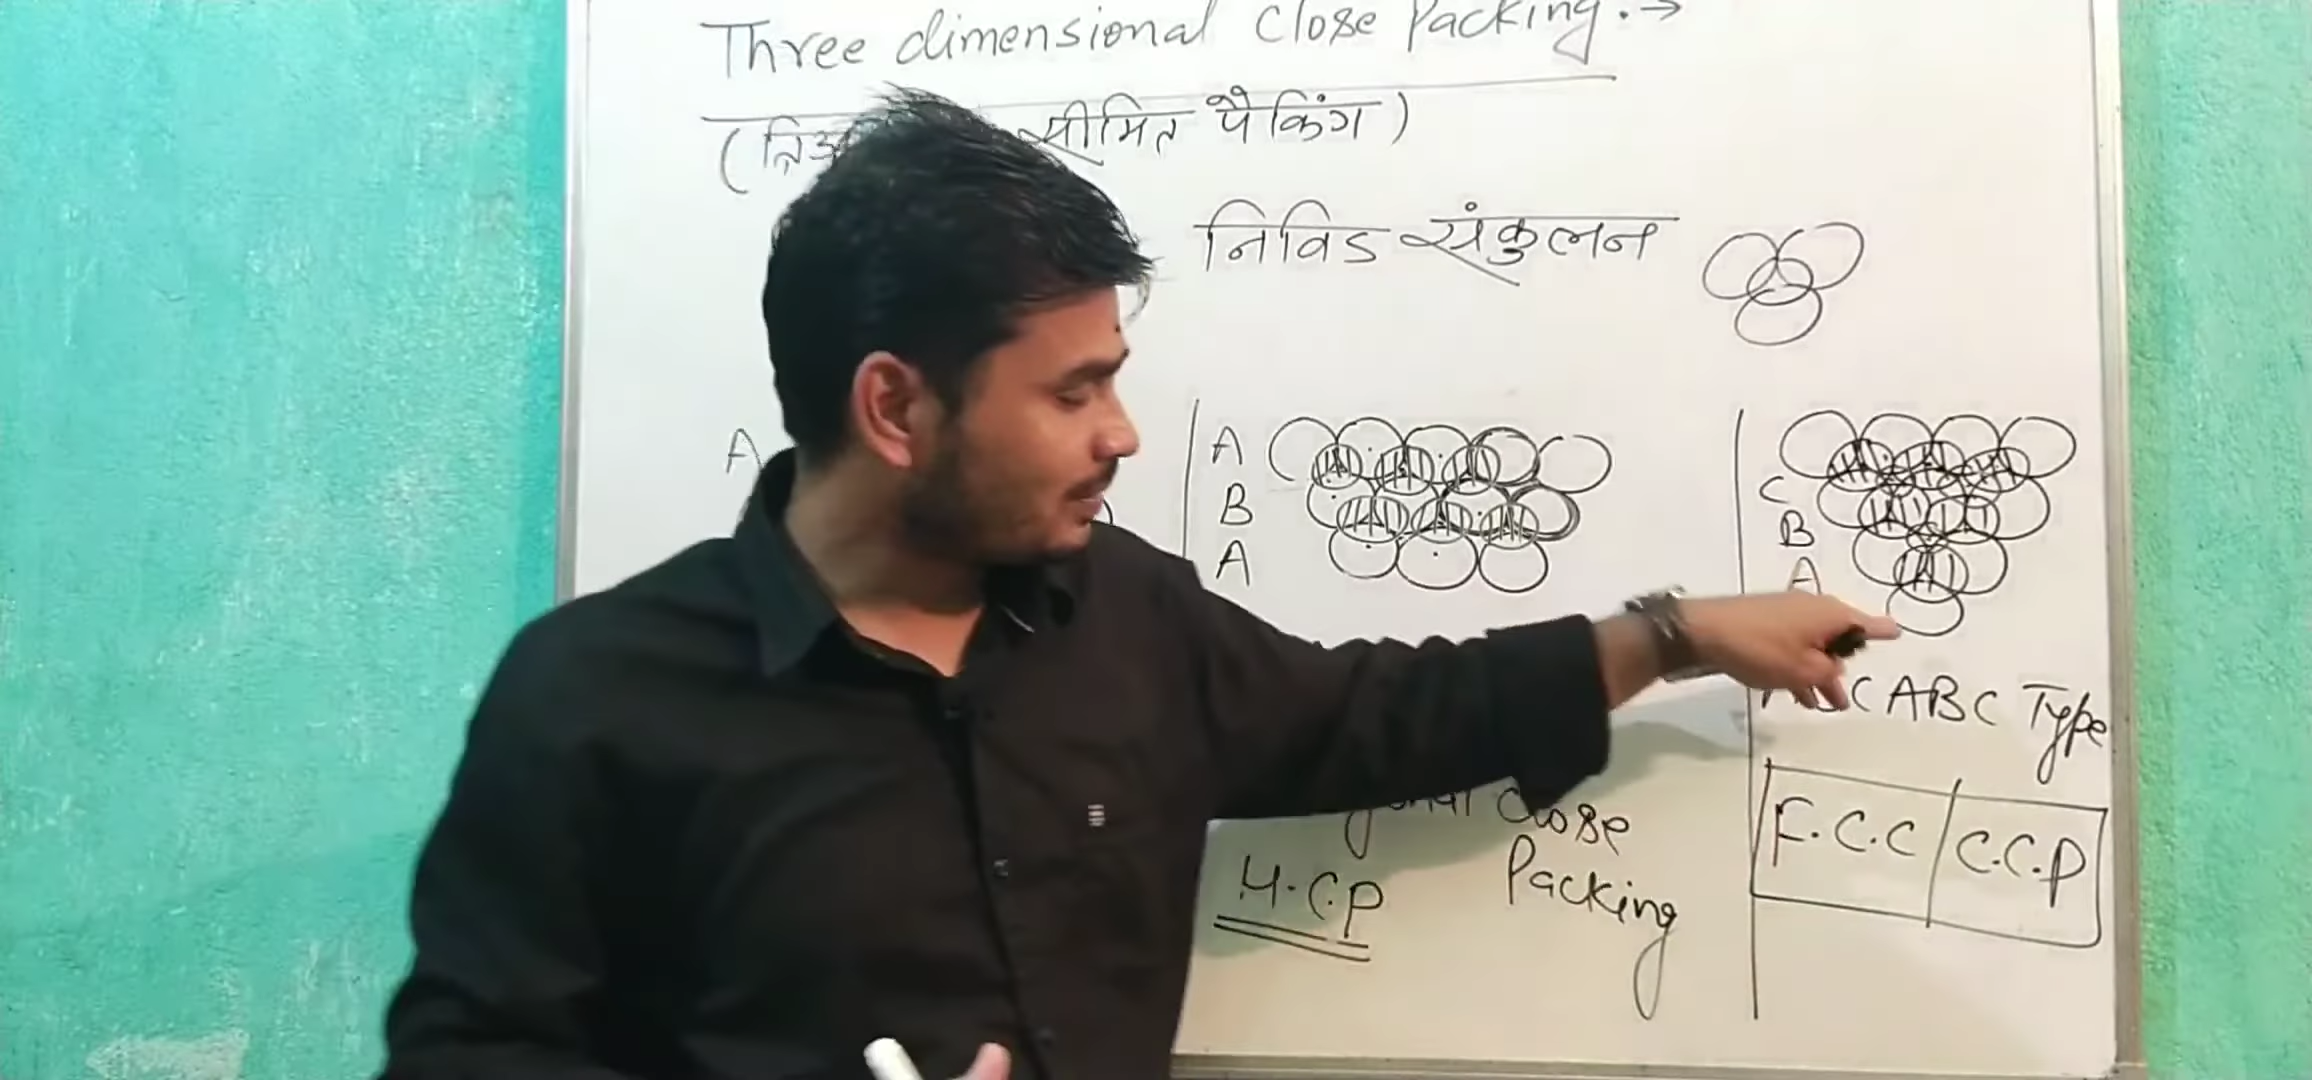 Three dimensional Close Packing. →
सीमित पैकिंग)
निविड संकुलन
A
A
B
A
C
B
A
C ABC Type
Close
Packing
H.C.P
F.C.C / C.C.P